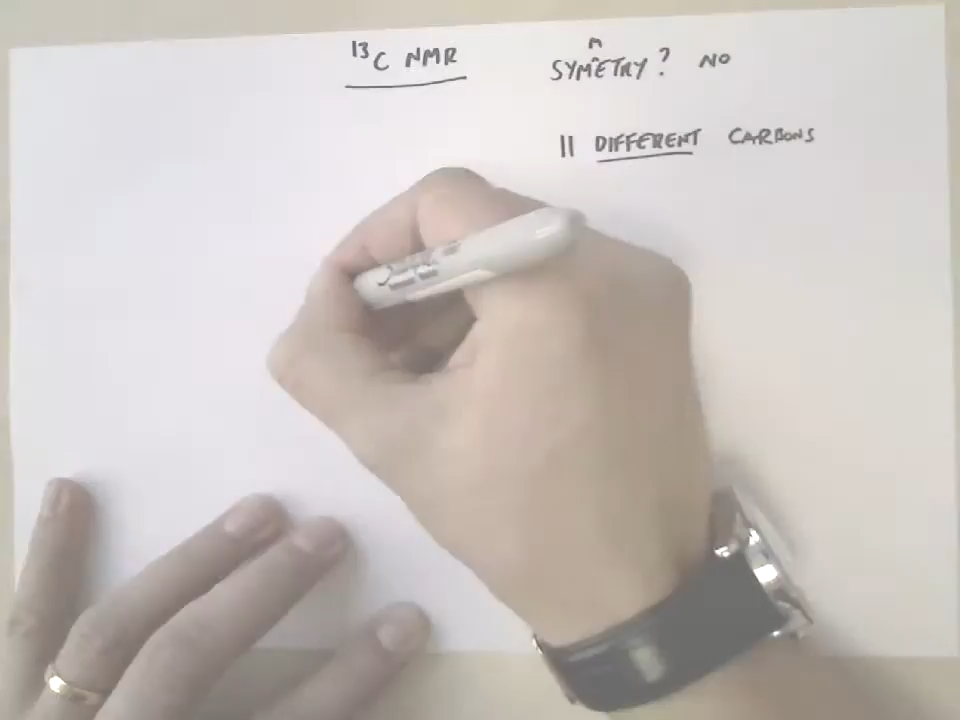 ¹³C NMR
SYMMETRY? NO
11 DIFFERENT CARBONS